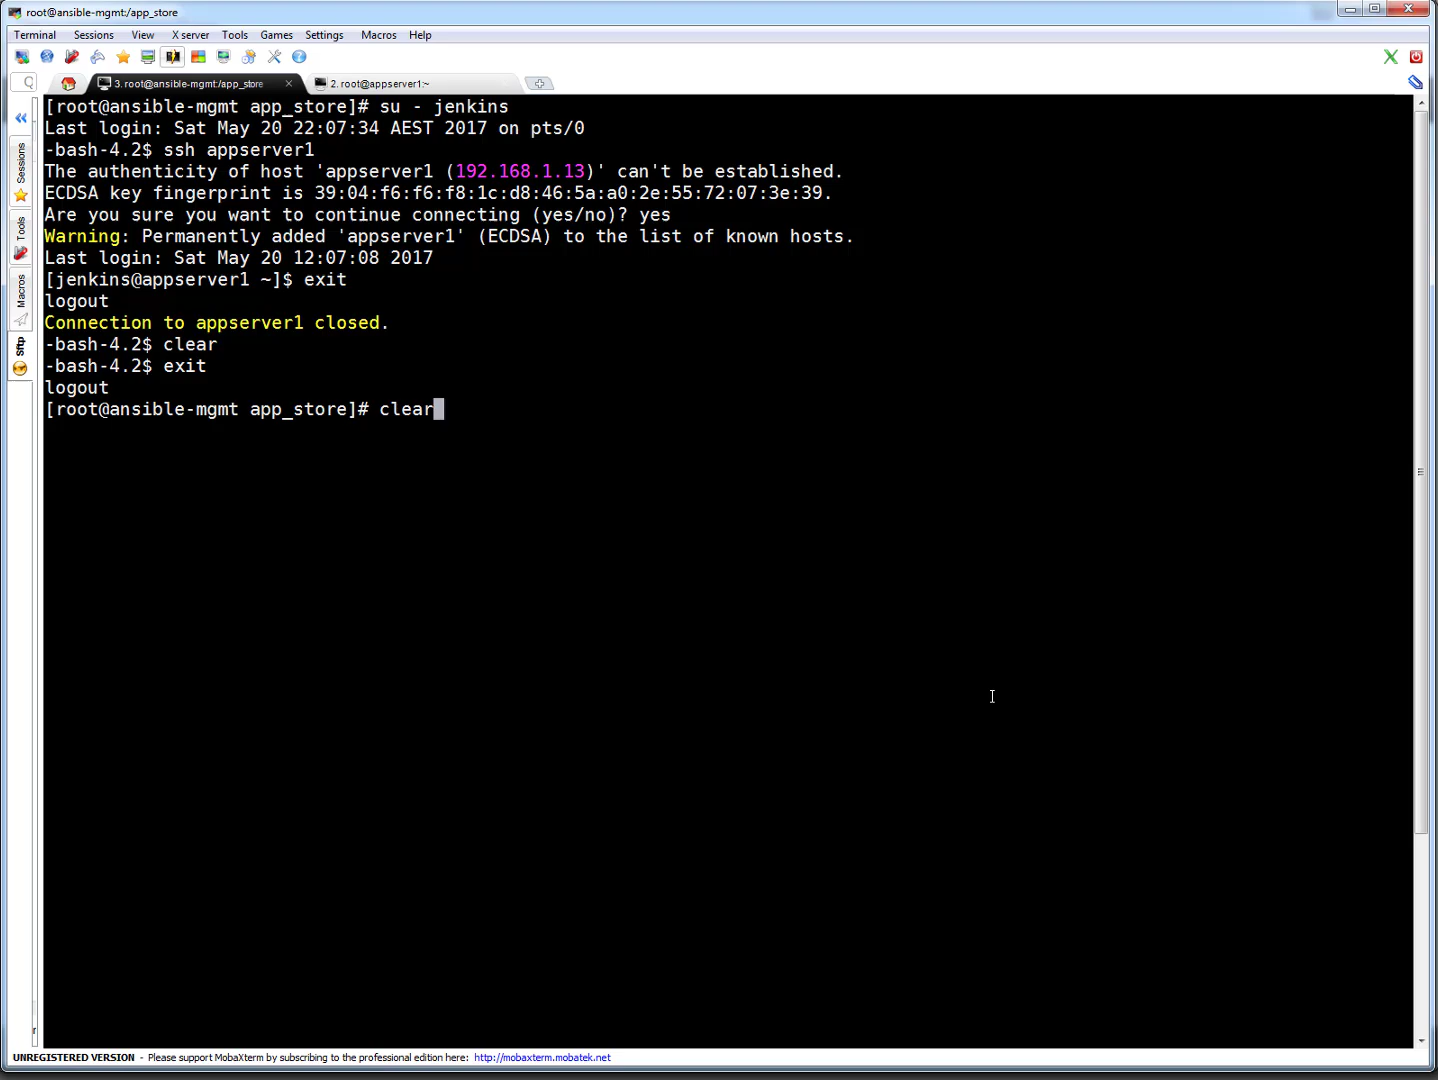 root@ansible-mgmt:/app_store
Terminal Sessions View X server Tools Games Settings Macros Help
3. root@ansible-mgmt:/app_store
2. root@appserver1:~
Sessions
Tools
Macros
Sftp
[root@ansible-mgmt app_store]# su - jenkins
Last login: Sat May 20 22:07:34 AEST 2017 on pts/0
-bash-4.2$ ssh appserver1
The authenticity of host 'appserver1 (192.168.1.13)' can't be established.
ECDSA key fingerprint is 39:04:f6:f6:f8:1c:d8:46:5a:a0:2e:55:72:07:3e:39.
Are you sure you want to continue connecting (yes/no)? yes
Warning: Permanently added 'appserver1' (ECDSA) to the list of known hosts.
Last login: Sat May 20 12:07:08 2017
[jenkins@appserver1 ~]$ exit
logout
Connection to appserver1 closed.
-bash-4.2$ clear
-bash-4.2$ exit
logout
[root@ansible-mgmt app_store]# clear
UNREGISTERED VERSION - Please support MobaXterm by subscribing to the professional edition here: http://mobaxterm.mobatek.net